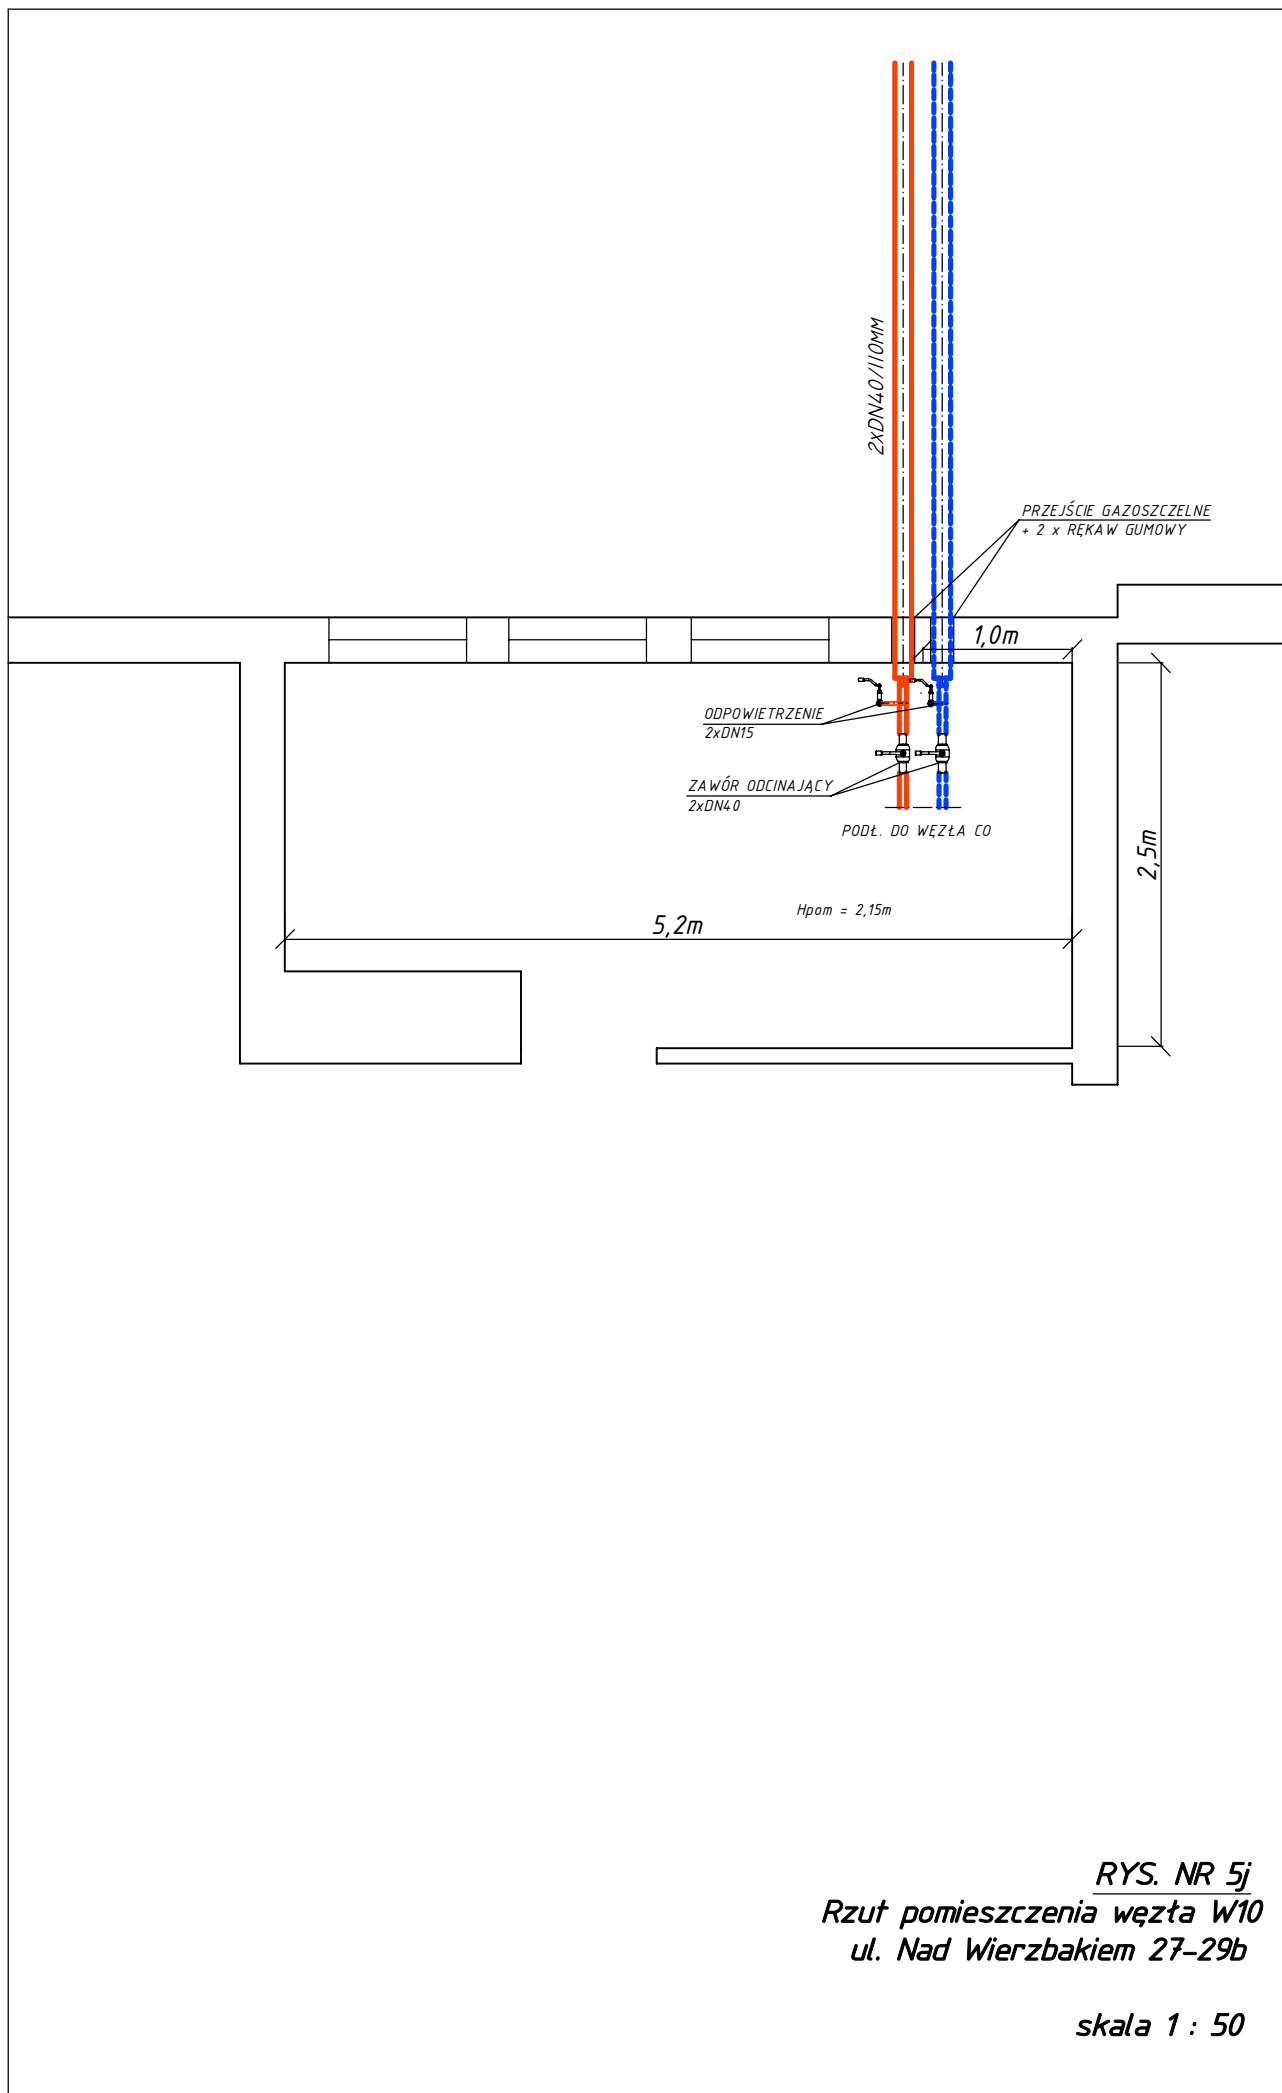 2xDN40/110MM
PRZEJŚCIE GAZOSZCZELNE
+ 2 x RĘKAW GUMOWY
1,0m
ODPOWIETRZENIE
2xDN15
ZAWÓR ODCINAJĄCY
2xDN40
PODŁ. DO WĘZŁA CO
2,5m
Hpom = 2,15m
5,2m
RYS. NR 5j
Rzut pomieszczenia węzła W10
ul. Nad Wierzbakiem 27-29b
skala 1 : 50